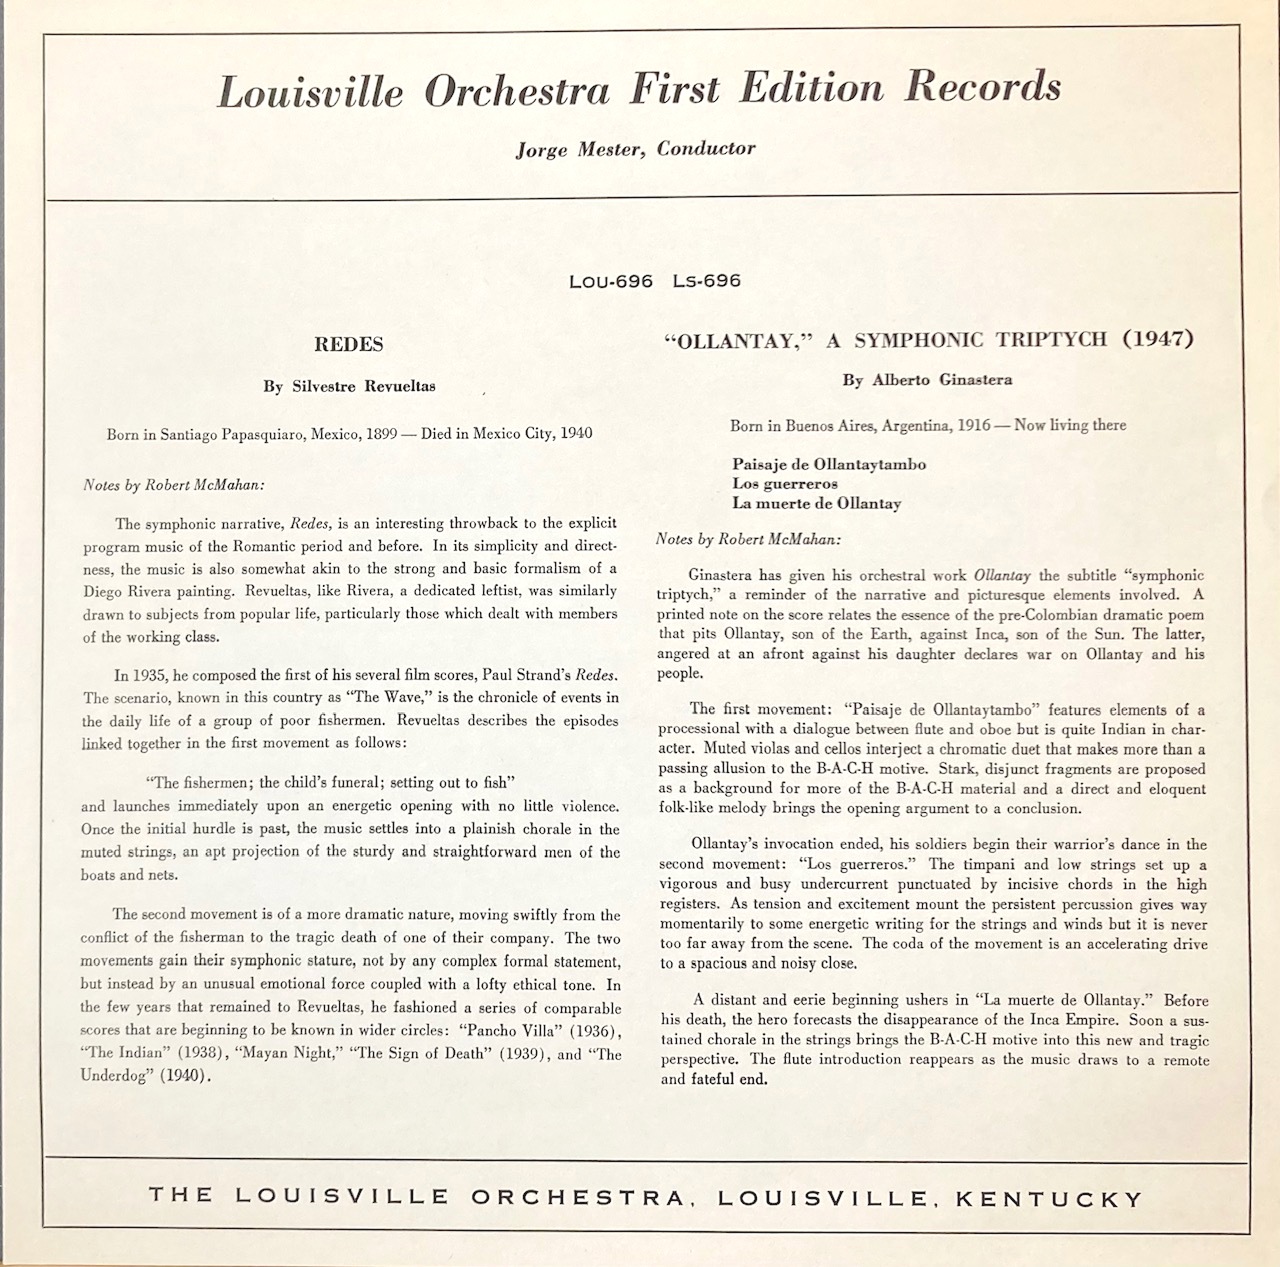 Louisville Orchestra First Edition Records
Jorge Mester, Conductor
LOU-696 LS-696
REDES
By Silvestre Revueltas
Born in Santiago Papasquiaro, Mexico, 1899 — Died in Mexico City, 1940
Notes by Robert McMahan:
The symphonic narrative, Redes, is an interesting throwback to the explicit
program music of the Romantic period and before. In its simplicity and direct-
ness, the music is also somewhat akin to the strong and basic formalism of a
Diego Rivera painting. Revueltas, like Rivera, a dedicated leftist, was similarly
drawn to subjects from popular life, particularly those which dealt with members
of the working class.
In 1935, he composed the first of his several film scores, Paul Strand's Redes.
The scenario, known in this country as “The Wave,” is the chronicle of events in
the daily life of a group of poor fishermen. Revueltas describes the episodes
linked together in the first movement as follows:
“The fishermen; the child's funeral; setting out to fish”
and launches immediately upon an energetic opening with no little violence.
Once the initial hurdle is past, the music settles into a plainish chorale in the
muted strings, an apt projection of the sturdy and straightforward men of the
boats and nets.
The second movement is of a more dramatic nature, moving swiftly from the
conflict of the fisherman to the tragic death of one of their company. The two
movements gain their symphonic stature, not by any complex formal statement,
but instead by an unusual emotional force coupled with a lofty ethical tone. In
the few years that remained to Revueltas, he fashioned a series of comparable
scores that are beginning to be known in wider circles: “Pancho Villa” (1936),
“The Indian” (1938), “Mayan Night,” “The Sign of Death” (1939), and “The
Underdog” (1940).
“OLLANTAY,” A SYMPHONIC TRIPTYCH (1947)
By Alberto Ginastera
Born in Buenos Aires, Argentina, 1916 — Now living there
Paisaje de Ollantaytambo
Los guerreros
La muerte de Ollantay
Notes by Robert McMahan:
Ginastera has given his orchestral work Ollantay the subtitle “symphonic
triptych,” a reminder of the narrative and picturesque elements involved. A
printed note on the score relates the essence of the pre-Colombian dramatic poem
that pits Ollantay, son of the Earth, against Inca, son of the Sun. The latter,
angered at an afront against his daughter declares war on Ollantay and his
people.
The first movement: “Paisaje de Ollantaytambo” features elements of a
processional with a dialogue between flute and oboe but is quite Indian in char-
acter. Muted violas and cellos interject a chromatic duet that makes more than a
passing allusion to the B-A-C-H motive. Stark, disjunct fragments are proposed
as a background for more of the B-A-C-H material and a direct and eloquent
folk-like melody brings the opening argument to a conclusion.
Ollantay's invocation ended, his soldiers begin their warrior's dance in the
second movement: “Los guerreros.” The timpani and low strings set up a
vigorous and busy undercurrent punctuated by incisive chords in the high
registers. As tension and excitement mount the persistent percussion gives way
momentarily to some energetic writing for the strings and winds but it is never
too far away from the scene. The coda of the movement is an accelerating drive
to a spacious and noisy close.
A distant and eerie beginning ushers in “La muerte de Ollantay.” Before
his death, the hero forecasts the disappearance of the Inca Empire. Soon a sus-
tained chorale in the strings brings the B-A-C-H motive into this new and tragic
perspective. The flute introduction reappears as the music draws to a remote
and fateful end.
THE LOUISVILLE ORCHESTRA, LOUISVILLE, KENTUCKY